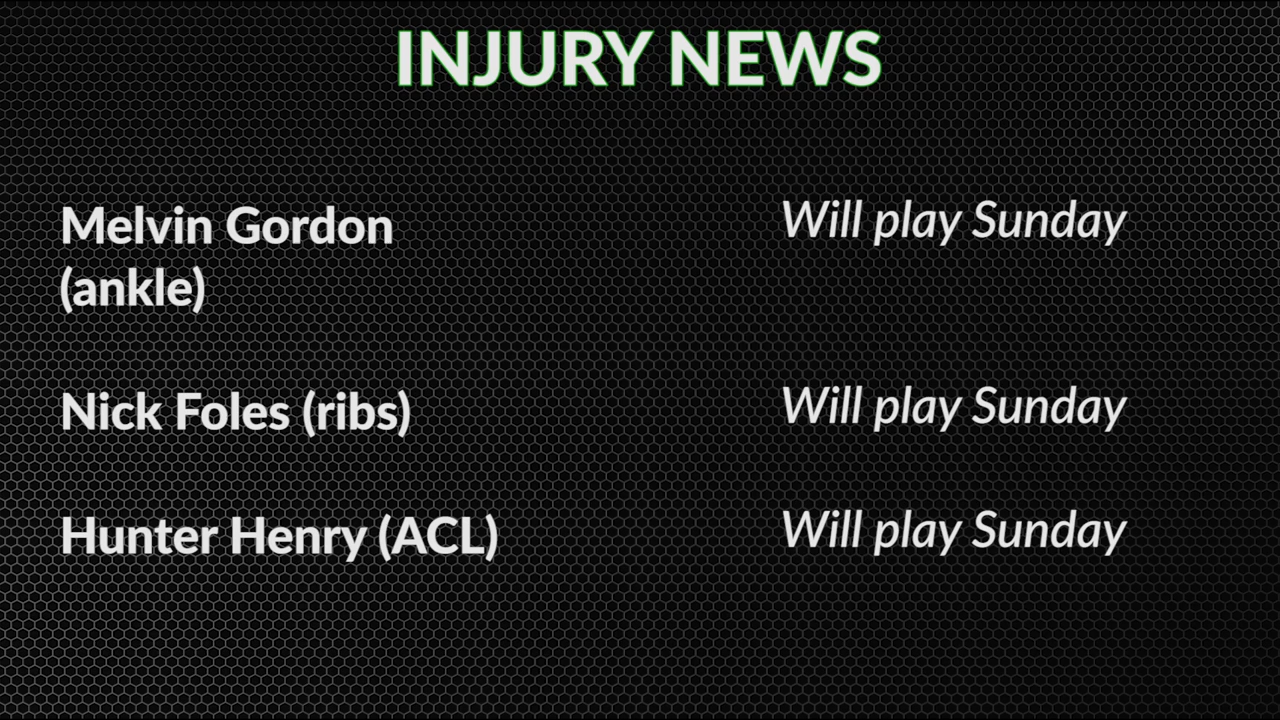 INJURY NEWS
Melvin Gordon
(ankle)
Will play Sunday
Nick Foles (ribs)
Will play Sunday
Hunter Henry (ACL)
Will play Sunday